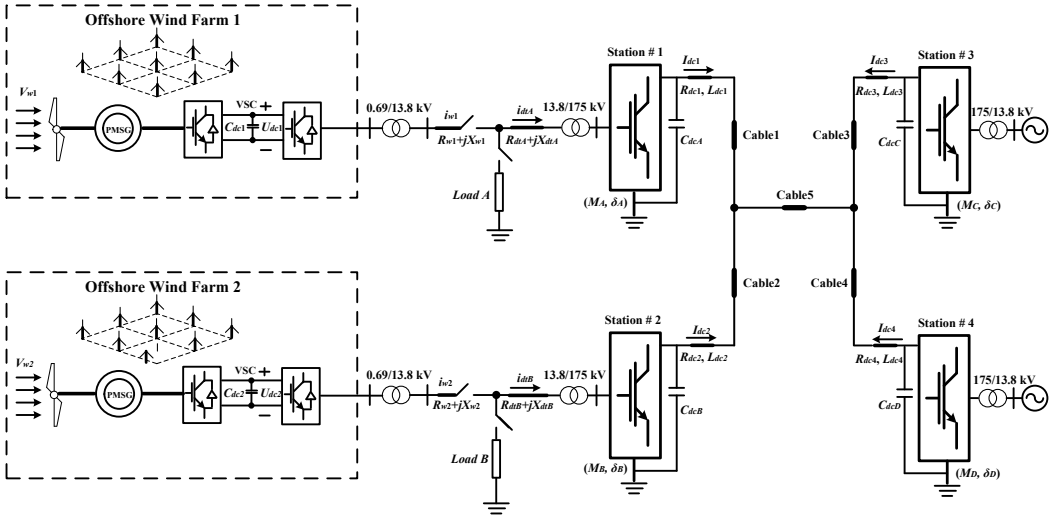 Offshore Wind Farm 1
Vw1
PMSG
VSC +
Cdc1 Udc1
−
0.69/13.8 kV
iw1
Rw1+jXw1
Load A
idtA
RdtA+jXdtA
13.8/175 kV
Station # 1
CdcA
(MA, δA)
Idc1
Rdc1, Ldc1
Cable1
Cable3
Cable5
Idc3
Rdc3, Ldc3
Station # 3
CdcC
(MC, δC)
175/13.8 kV
Offshore Wind Farm 2
Vw2
PMSG
VSC +
Cdc2 Udc2
−
0.69/13.8 kV
iw2
Rw2+jXw2
Load B
idtB
RdtB+jXdtB
13.8/175 kV
Station # 2
CdcB
(MB, δB)
Idc2
Rdc2, Ldc2
Cable2
Cable4
Idc4
Rdc4, Ldc4
Station # 4
CdcD
(MD, δD)
175/13.8 kV